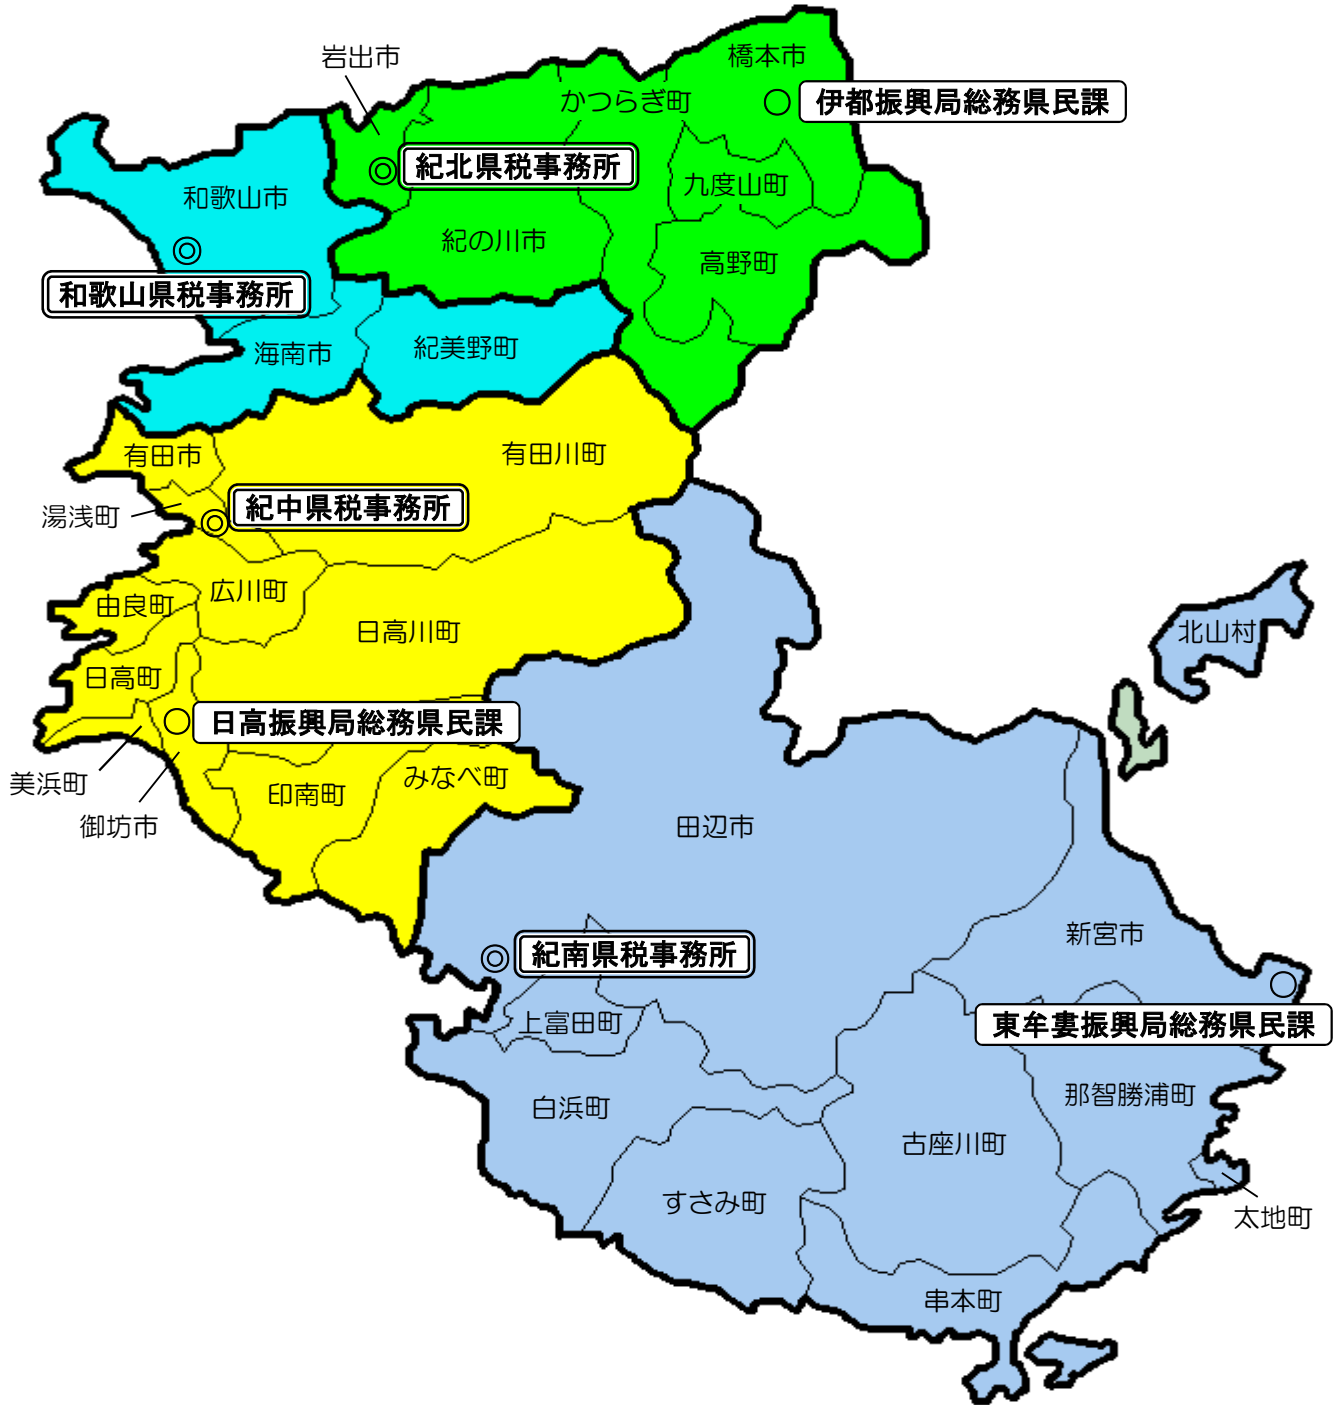 岩出市
橋本市
かつらぎ町
伊都振興局総務県民課
紀北県税事務所
九度山町
和歌山市
紀の川市
高野町
和歌山県税事務所
海南市
紀美野町
有田市
有田川町
湯浅町
紀中県税事務所
広川町
由良町
日高川町
北山村
日高町
日高振興局総務県民課
美浜町
御坊市
印南町
みなべ町
田辺市
新宮市
紀南県税事務所
上富田町
東牟婁振興局総務県民課
白浜町
那智勝浦町
古座川町
すさみ町
太地町
串本町